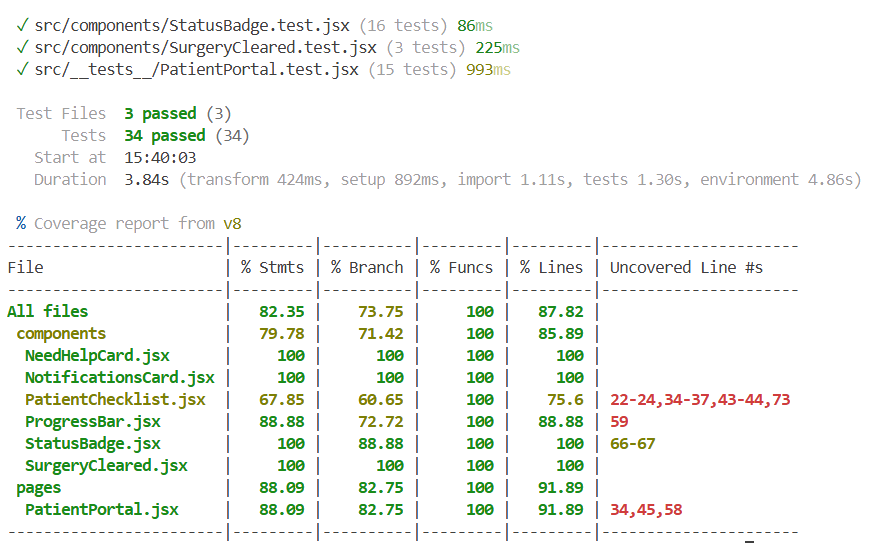 ✓ src/components/StatusBadge.test.jsx (16 tests) 86ms
✓ src/components/SurgeryCleared.test.jsx (3 tests) 225ms
✓ src/__tests__/PatientPortal.test.jsx (15 tests) 993ms
Test Files  3 passed (3)
Tests  34 passed (34)
Start at  15:40:03
Duration  3.84s (transform 424ms, setup 892ms, import 1.11s, tests 1.30s, environment 4.86s)
% Coverage report from v8
------------------------|---------|----------|---------|---------|----------------------
File                    | % Stmts | % Branch | % Funcs | % Lines | Uncovered Line #s
------------------------|---------|----------|---------|---------|----------------------
All files               |   82.35 |    73.75 |     100 |   87.82 |
 components             |   79.78 |    71.42 |     100 |   85.89 |
  NeedHelpCard.jsx      |     100 |      100 |     100 |     100 |
  NotificationsCard.jsx |     100 |      100 |     100 |     100 |
  PatientChecklist.jsx  |   67.85 |    60.65 |     100 |    75.6 | 22-24,34-37,43-44,73
  ProgressBar.jsx       |   88.88 |    72.72 |     100 |   88.88 | 59
  StatusBadge.jsx       |     100 |    88.88 |     100 |     100 | 66-67
  SurgeryCleared.jsx    |     100 |      100 |     100 |     100 |
 pages                  |   88.09 |    82.75 |     100 |   91.89 |
  PatientPortal.jsx     |   88.09 |    82.75 |     100 |   91.89 | 34,45,58
------------------------|---------|----------|---------|---------|----------------------